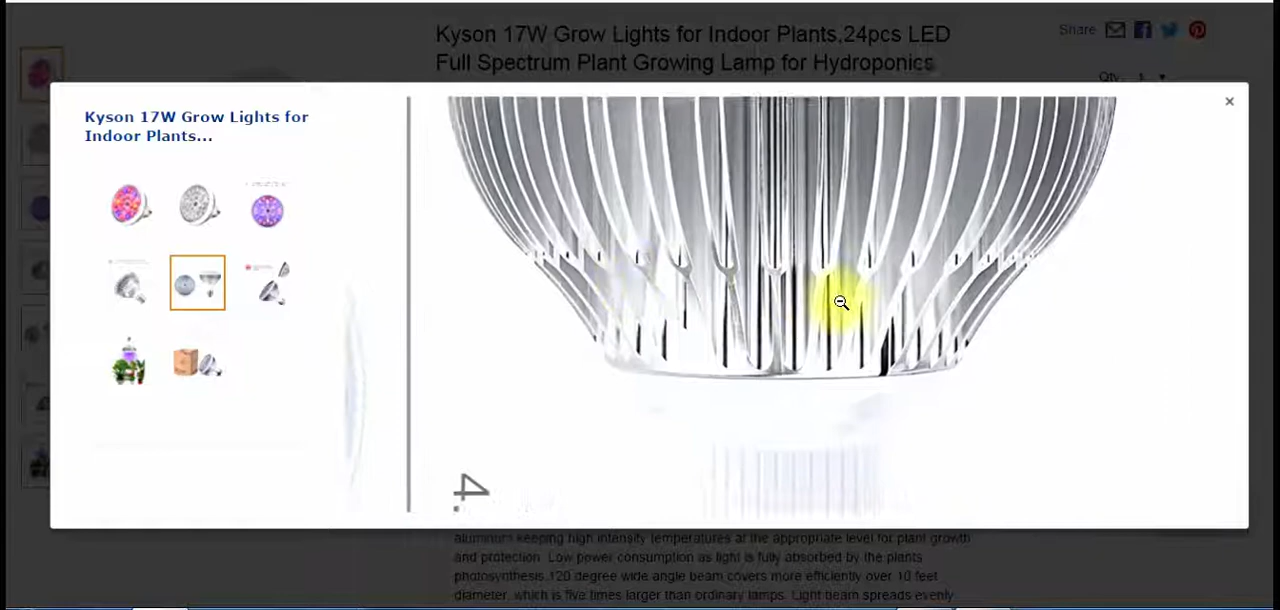 Kyson 17W Grow Lights for Indoor Plants,24pcs LED
Full Spectrum Plant Growing Lamp for Hydroponics
Share
Qty: 1
Kyson 17W Grow Lights for
Indoor Plants...
4.
aluminum keeping high intensity temperatures at the appropriate level for plant growth
and protection. Low power consumption as light is fully absorbed by the plants
photosynthesis.120 degree wide angle beam covers more efficiently over 10 feet
diameter, which is five times larger than ordinary lamps. Light beam spreads evenly